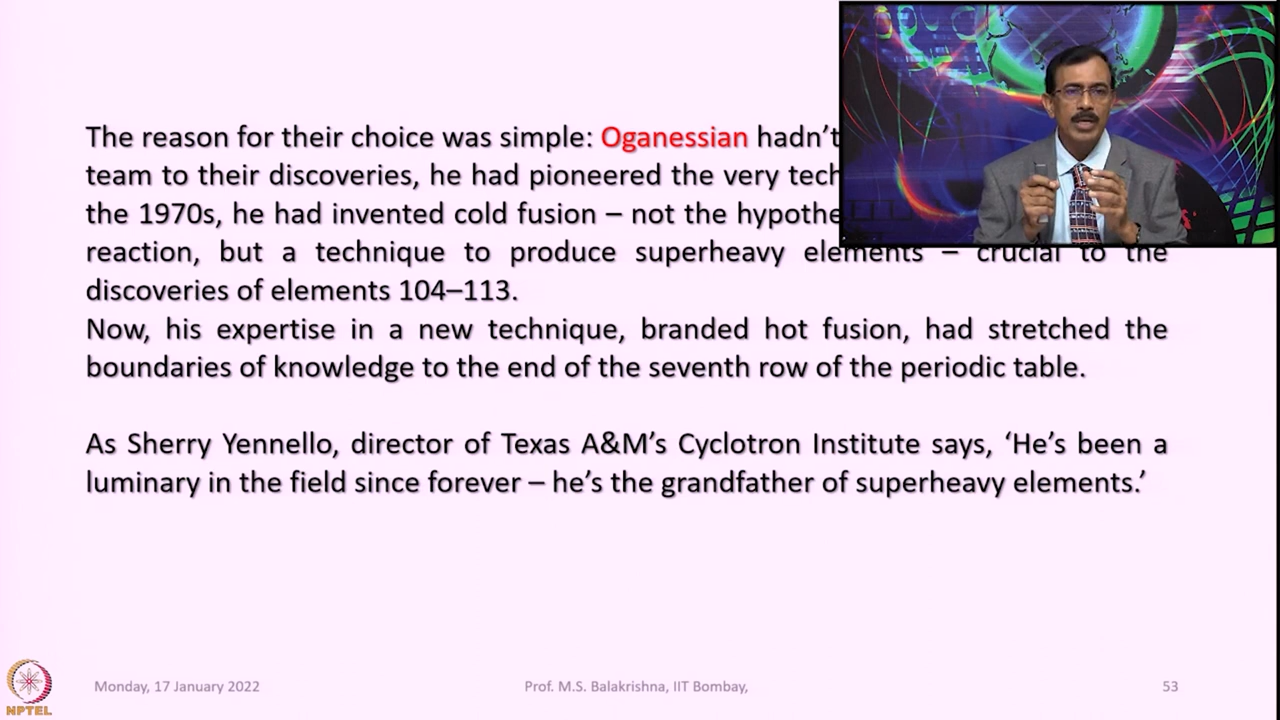 The reason for their choice was simple: Oganessian hadn’t
team to their discoveries, he had pioneered the very
the 1970s, he had invented cold fusion – not the
reaction, but a technique to produce superheavy elements – crucial to the
discoveries of elements 104–113.
Now, his expertise in a new technique, branded hot fusion, had stretched the
boundaries of knowledge to the end of the seventh row of the periodic table.
As Sherry Yennello, director of Texas A&M’s Cyclotron Institute says, ‘He’s been a
luminary in the field since forever – he’s the grandfather of superheavy elements.’
NPTEL
Monday, 17 January 2022
Prof. M.S. Balakrishna, IIT Bombay,
53